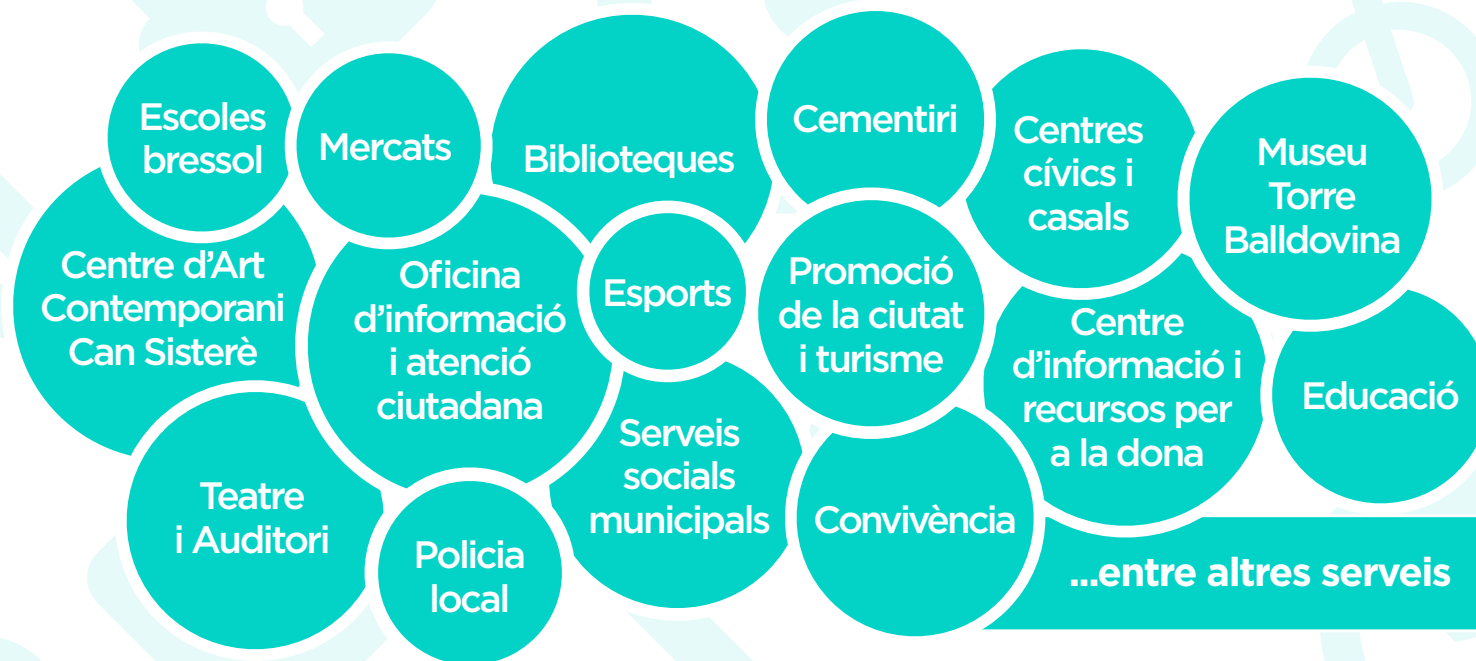 Escoles
bressol
Mercats
Biblioteques
Cementiri
Centres
cívics i
casals
Museu
Torre
Balldovina
Centre d'Art
Contemporani
Can Sisterè
Oficina
d'informació
i atenció
ciutadana
Esports
Promoció
de la ciutat
i turisme
Centre
d'informació i
recursos per
a la dona
Educació
Teatre
i Auditori
Policia
local
Serveis
socials
municipals
Convivència
...entre altres serveis